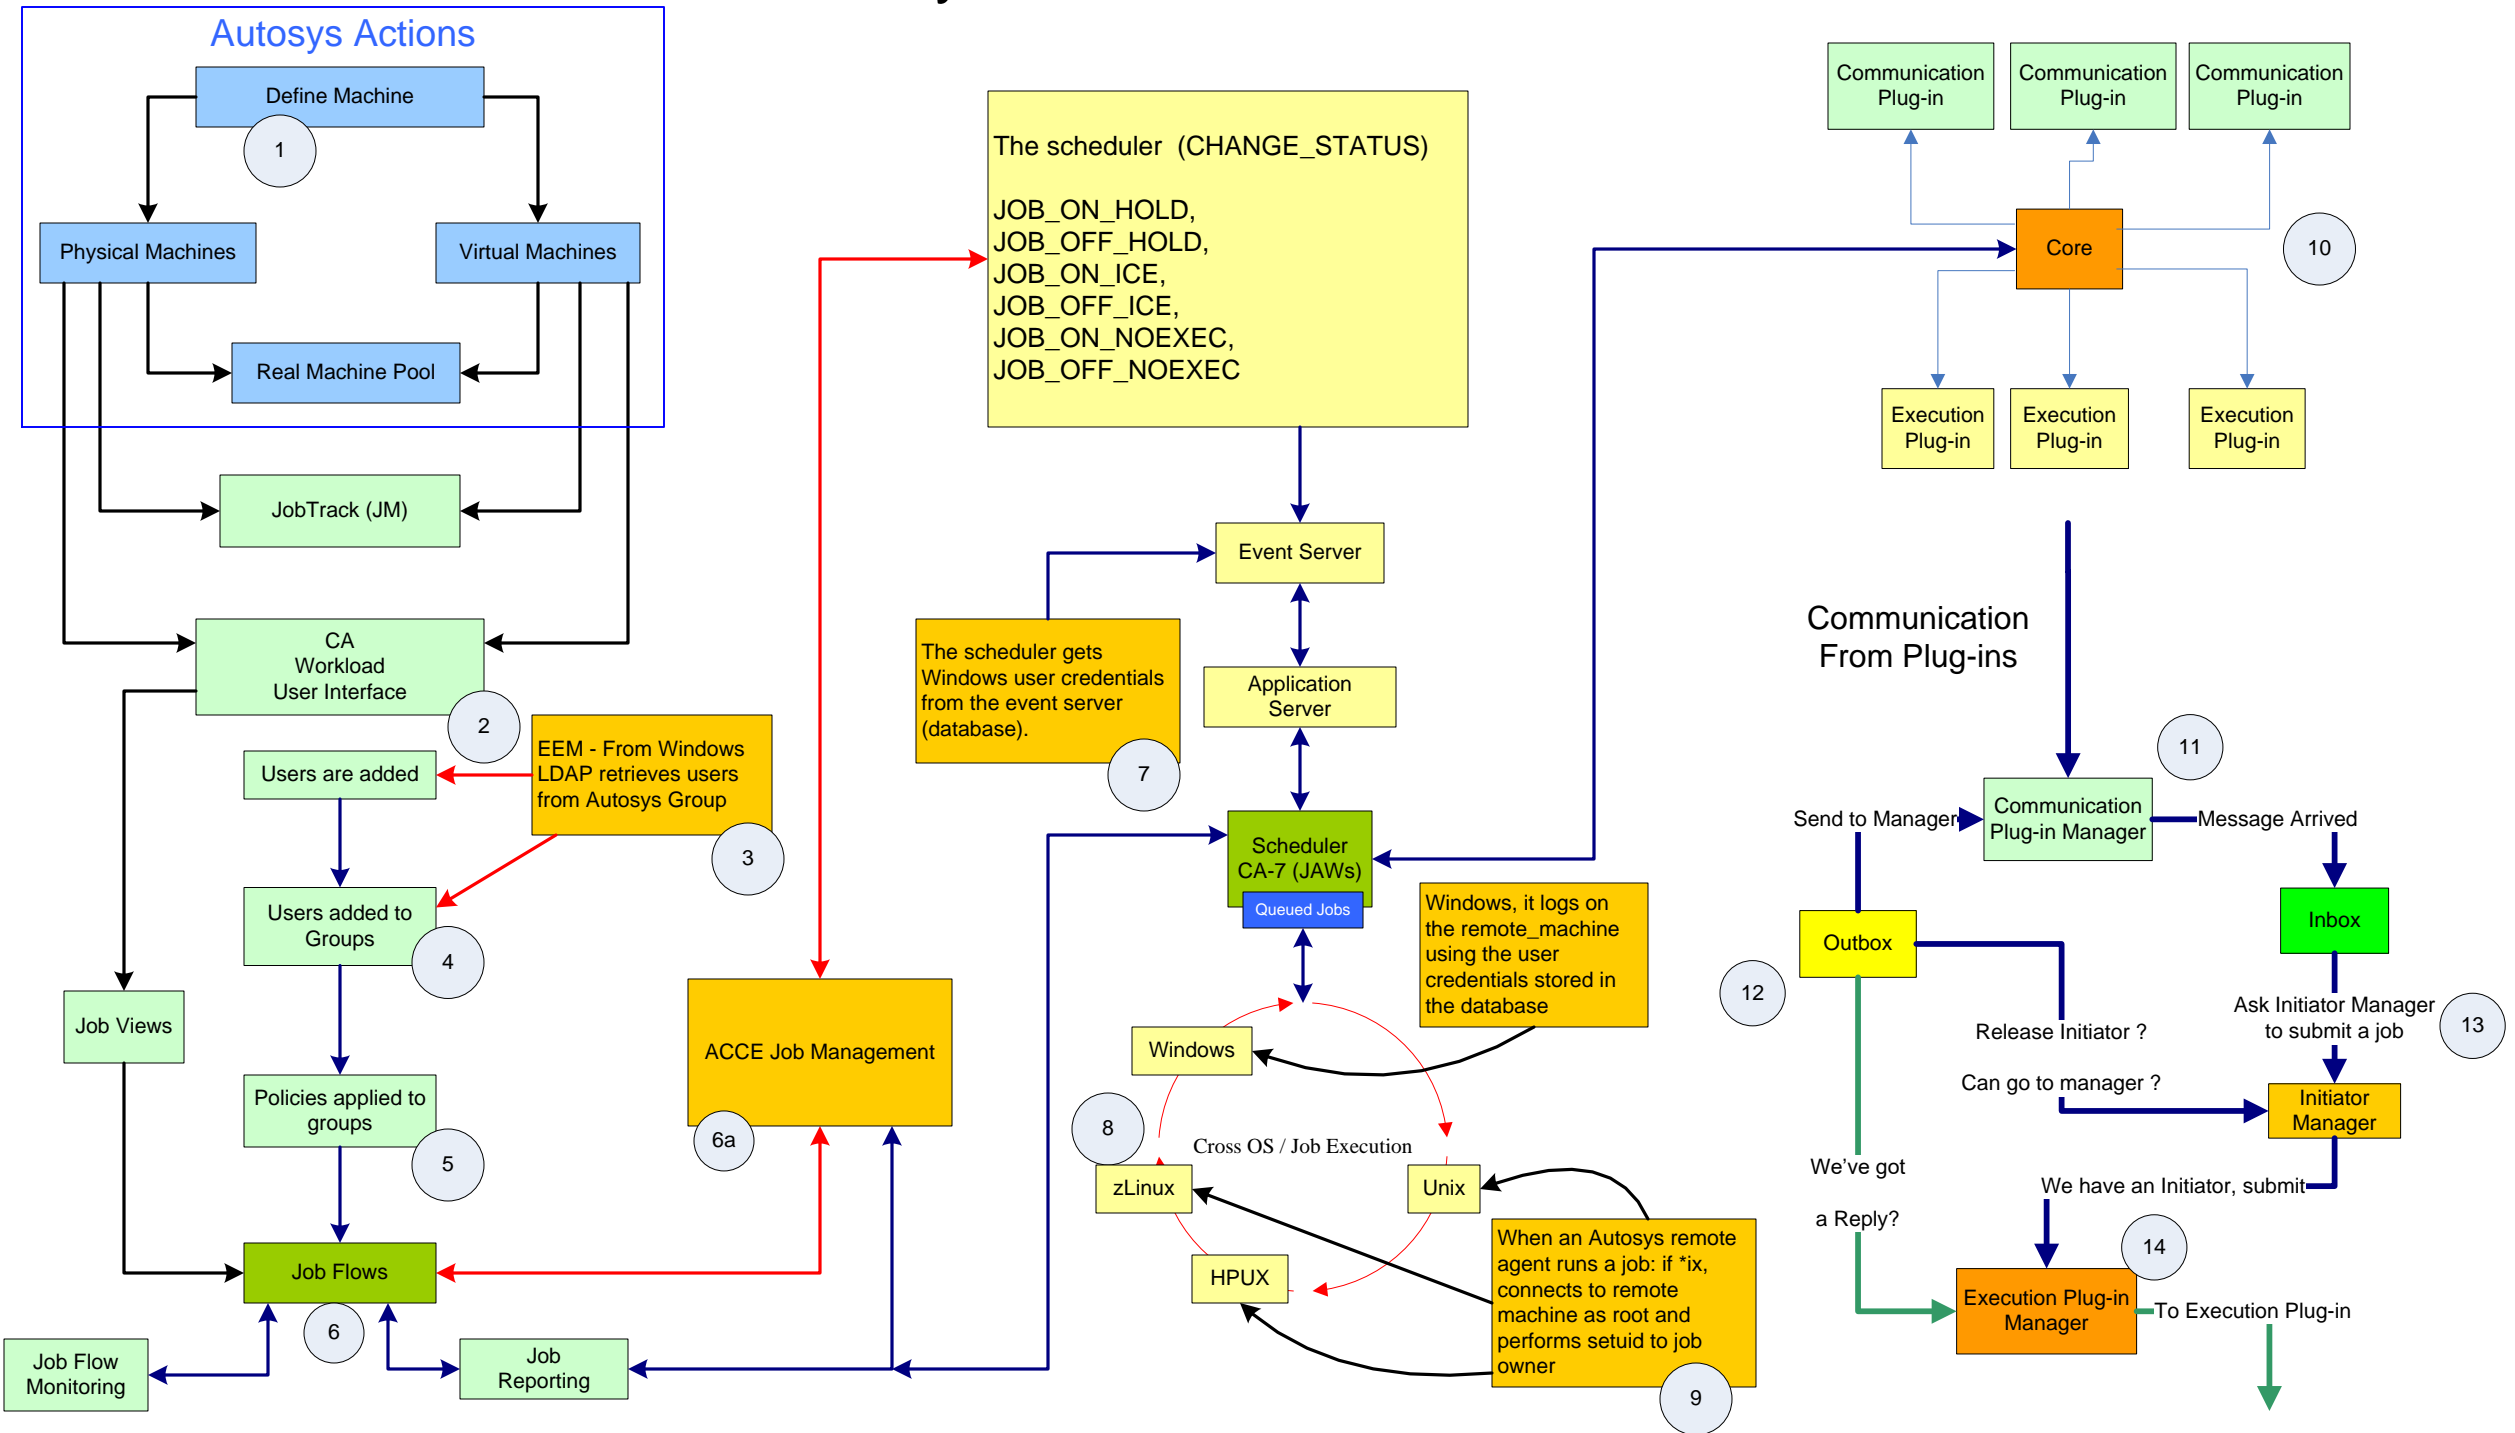 Autosys Actions
Define Machine
1
Physical Machines
Virtual Machines
Real Machine Pool
JobTrack (JM)
CA
Workload
User Interface
2
Users are added
EEM - From Windows
LDAP retrieves users
from Autosys Group
3
Users added to
Groups
4
Job Views
Policies applied to
groups
5
Job Flows
6
Job Flow
Monitoring
Job
Reporting
The scheduler (CHANGE_STATUS)
JOB_ON_HOLD,
JOB_OFF_HOLD,
JOB_ON_ICE,
JOB_OFF_ICE,
JOB_ON_NOEXEC,
JOB_OFF_NOEXEC
Event Server
The scheduler gets
Windows user credentials
from the event server
(database).
7
Application
Server
Scheduler
CA-7 (JAWs)
Queued Jobs
ACCE Job Management
6a
Windows, it logs on
the remote_machine
using the user
credentials stored in
the database
Windows
8
Cross OS / Job Execution
zLinux
Unix
HPUX
When an Autosys remote
agent runs a job: if *ix,
connects to remote
machine as root and
performs setuid to job
owner
9
Communication
Plug-in
Communication
Plug-in
Communication
Plug-in
Core
10
Execution
Plug-in
Execution
Plug-in
Execution
Plug-in
Communication
From Plug-ins
11
Send to Manager
Communication
Plug-in Manager
Message Arrived
Outbox
Inbox
12
Release Initiator ?
Ask Initiator Manager
to submit a job
13
Can go to manager ?
Initiator
Manager
We've got
a Reply?
We have an Initiator, submit
14
Execution Plug-in
Manager
To Execution Plug-in